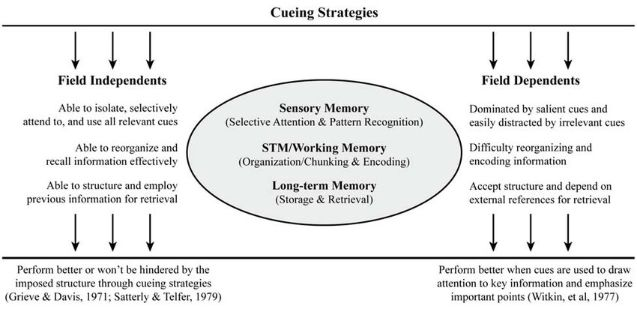 Cueing Strategies
Field Independents
Able to isolate, selectively
attend to, and use all relevant cues
Able to reorganize and
recall information effectively
Able to structure and employ
previous information for retrieval
Sensory Memory
(Selective Attention & Pattern Recognition)
STM/Working Memory
(Organization/Chunking & Encoding)
Long-term Memory
(Storage & Retrieval)
Field Dependents
Dominated by salient cues and
easily distracted by irrelevant cues
Difficulty reorganizing and
encoding information
Accept structure and depend on
external references for retrieval
Perform better or won't be hindered by the
imposed structure through cueing strategies
(Grieve & Davis, 1971; Satterly & Telfer, 1979)
Perform better when cues are used to draw
attention to key information and emphasize
important points (Witkin, et al, 1977)